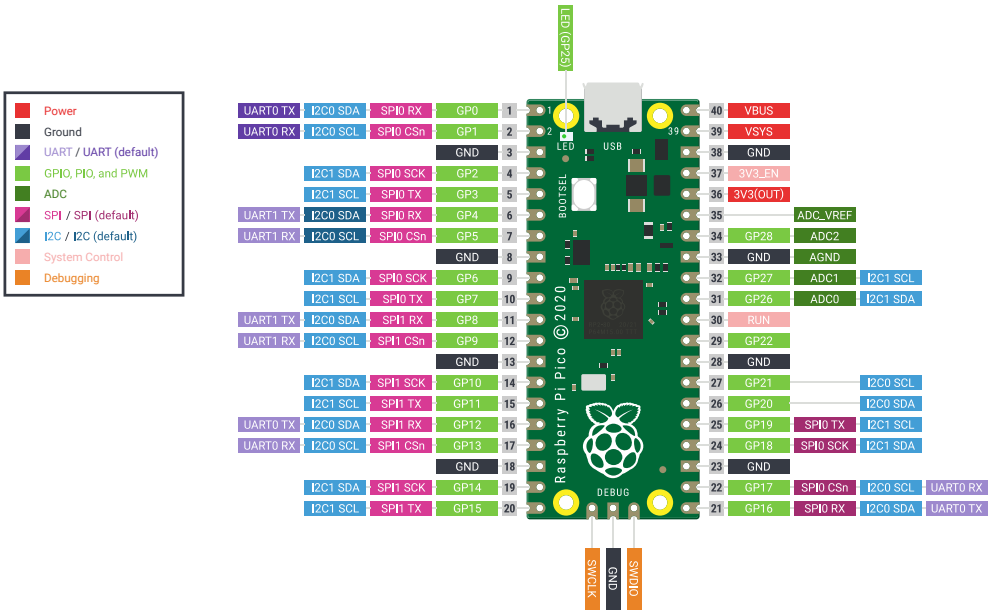 LED (GP25)
Power
Ground
UART / UART (default)
GPIO, PIO, and PWM
ADC
SPI / SPI (default)
I2C / I2C (default)
System Control
Debugging
UART0 TX I2C0 SDA SPI0 RX GP0 1
UART0 RX I2C0 SCL SPI0 CSn GP1 2
GND 3
I2C1 SDA SPI0 SCK GP2 4
I2C1 SCL SPI0 TX GP3 5
UART1 TX I2C0 SDA SPI0 RX GP4 6
UART1 RX I2C0 SCL SPI0 CSn GP5 7
GND 8
I2C1 SDA SPI0 SCK GP6 9
I2C1 SCL SPI0 TX GP7 10
UART1 TX I2C0 SDA SPI1 RX GP8 11
UART1 RX I2C0 SCL SPI1 CSn GP9 12
GND 13
I2C1 SDA SPI1 SCK GP10 14
I2C1 SCL SPI1 TX GP11 15
UART0 TX I2C0 SDA SPI1 RX GP12 16
UART0 RX I2C0 SCL SPI1 CSn GP13 17
GND 18
I2C1 SDA SPI1 SCK GP14 19
I2C1 SCL SPI1 TX GP15 20
1
2
39
LED
USB
BOOTSEL
Raspberry Pi Pico © 2020
DEBUG
40 VBUS
39 VSYS
38 GND
37 3V3_EN
36 3V3(OUT)
35 ADC_VREF
34 GP28 ADC2
33 GND AGND
32 GP27 ADC1 I2C1 SCL
31 GP26 ADC0 I2C1 SDA
30 RUN
29 GP22
28 GND
27 GP21 I2C0 SCL
26 GP20 I2C0 SDA
25 GP19 SPI0 TX I2C1 SCL
24 GP18 SPI0 SCK I2C1 SDA
23 GND
22 GP17 SPI0 CSn I2C0 SCL UART0 RX
21 GP16 SPI0 RX I2C0 SDA UART0 TX
SWCLK
GND
SWDIO